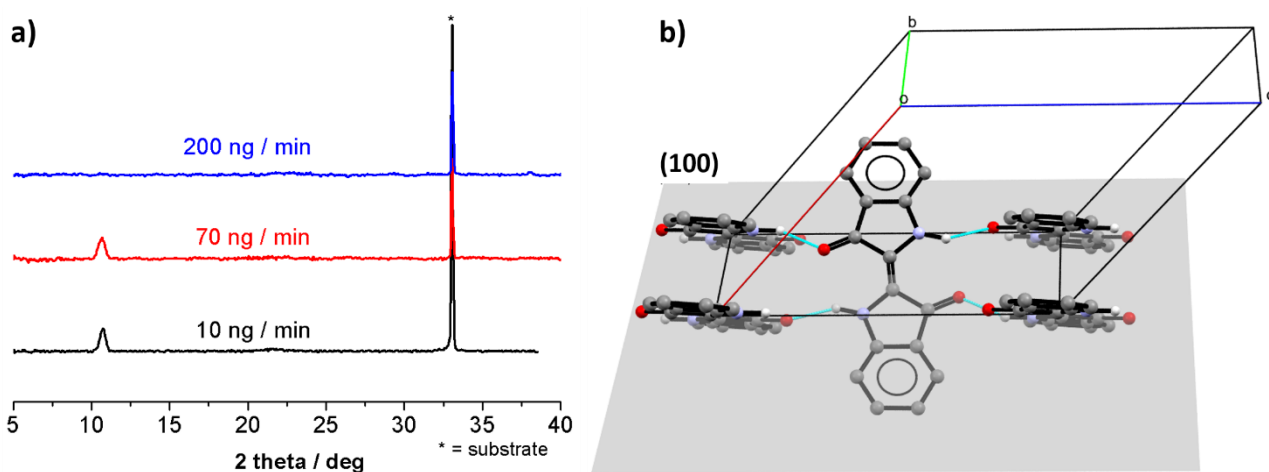 a)
*
200 ng / min
70 ng / min
10 ng / min
5 10 15 20 25 30 35 40
2 theta / deg
* = substrate
b)
b
o
c
(100)